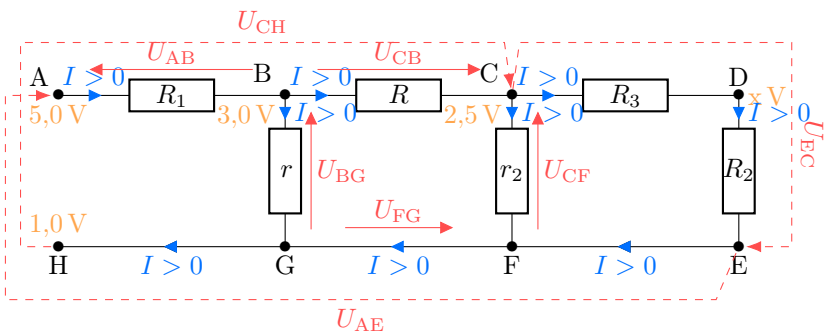 U_CH
U_AB U_CB
A B C D
I > 0 I > 0 I > 0
R_1 R R_3
5,0 V 3,0 V I > 0 2,5 V I > 0 x V I > 0
U_EC
r U_BG r_2 U_CF R_2
1,0 V U_FG
H G F E
I > 0 I > 0 I > 0
U_AE